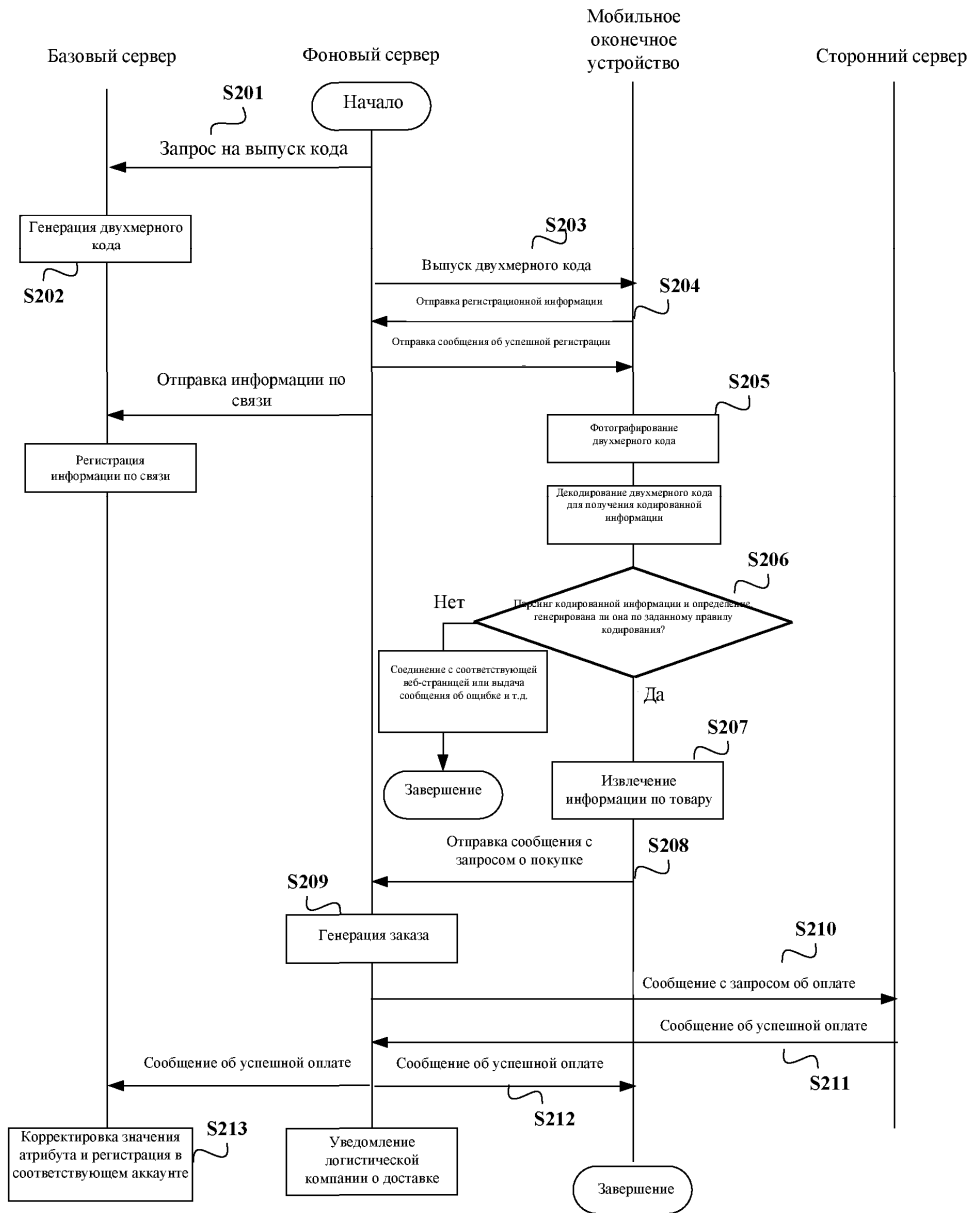 Базовый сервер
Фоновый сервер
Мобильное
оконечное
устройство
Сторонний сервер
Начало
S201
Запрос на выпуск кода
Генерация двухмерного
кода
S202
S203
Выпуск двухмерного кода
S204
Отправка регистрационной информации
Отправка сообщения об успешной регистрации
Отправка информации по
связи
Регистрация
информации по связи
S205
Фотографирование
двухмерного кода
Декодирование двухмерного кода
для получения кодированной
информации
S206
Парсинг кодированной информации и определение
генерирована ли она по заданному правилу
кодирования?
Нет
Соединение с соответствующей
веб-страницей или выдача
сообщения об ошибке и т.д.
Завершение
Да
S207
Извлечение
информации по товару
Отправка сообщения с
запросом о покупке
S208
S209
Генерация заказа
S210
Сообщение с запросом об оплате
Сообщение об успешной оплате
S211
Сообщение об успешной оплате
Сообщение об успешной оплате
S212
Корректировка значения
атрибута и регистрация в
соответствующем аккаунте
S213
Уведомление
логистической
компании о доставке
Завершение